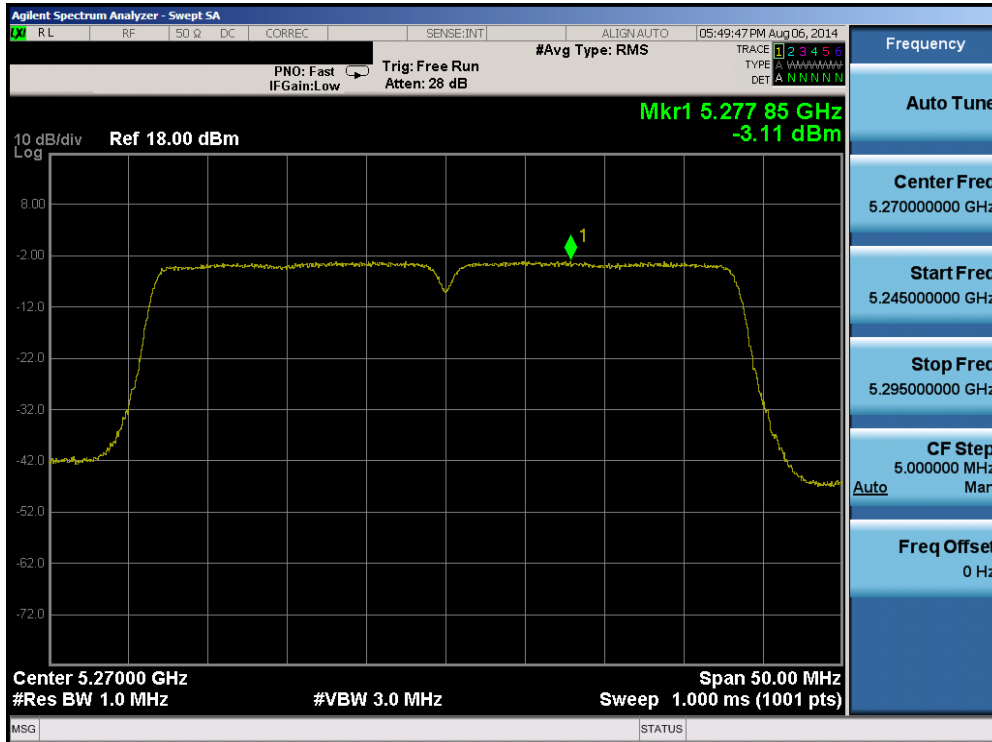 Agilent Spectrum Analyzer - Swept SA
LXI RL RF 50 Ω DC CORREC SENSE:INT ALIGN AUTO 05:49:47 PM Aug 06, 2014
#Avg Type: RMS TRACE 1 2 3 4 5 6
PNO: Fast Trig: Free Run TYPE A WWWWW
IFGain:Low Atten: 28 dB DET A N N N N N
Mkr1 5.277 85 GHz
10 dB/div Ref 18.00 dBm -3.11 dBm
Log
1
8.00
-2.00
-12.0
-22.0
-32.0
-42.0
-52.0
-62.0
-72.0
Center 5.27000 GHz Span 50.00 MHz
#Res BW 1.0 MHz #VBW 3.0 MHz Sweep 1.000 ms (1001 pts)
MSG STATUS
Frequency
Auto Tune
Center Freq
5.270000000 GHz
Start Freq
5.245000000 GHz
Stop Freq
5.295000000 GHz
CF Step
5.000000 MHz
Auto Man
Freq Offset
0 Hz